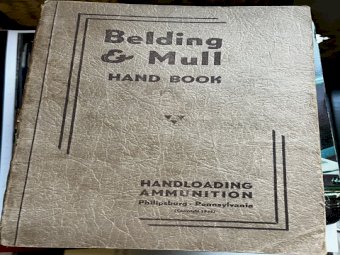 Belding
& Mull
HAND BOOK
HANDLOADING
AMMUNITION
Philipsburg - Pennsylvania